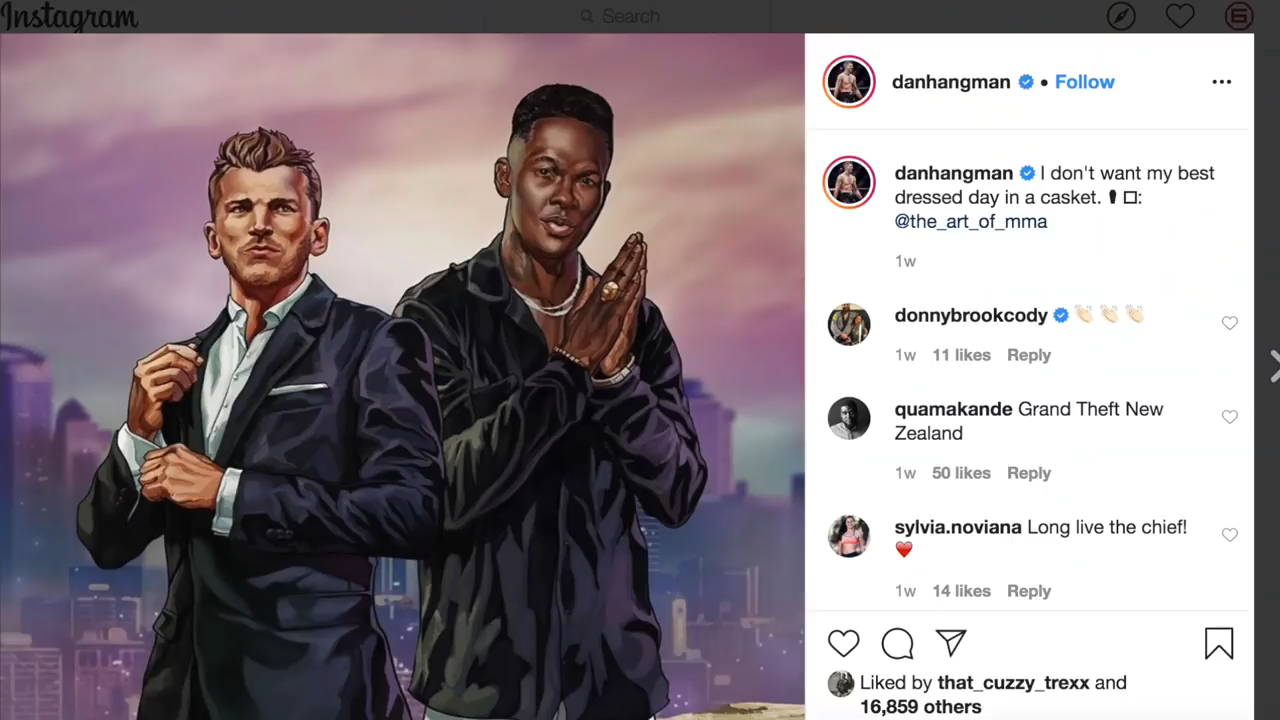 Instagram
Search
danhangman • Follow
danhangman I don't want my best
dressed day in a casket. :
@the_art_of_mma
1w
donnybrookcody 👏🏻 👏🏻 👏🏻
1w 11 likes Reply
quamakande Grand Theft New
Zealand
1w 50 likes Reply
sylvia.noviana Long live the chief!
❤️
1w 14 likes Reply
Liked by that_cuzzy_trexx and
16,859 others